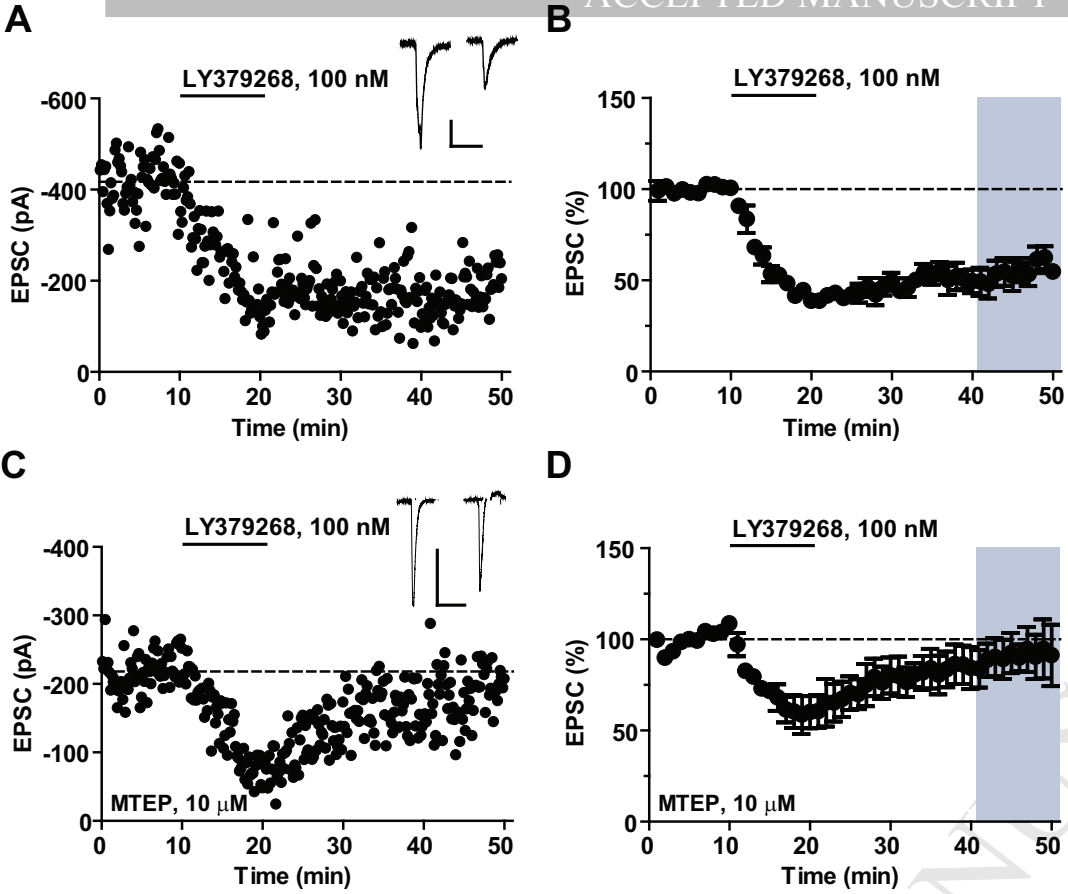 ACCEPTED MANUSCRIPT
A
LY379268, 100 nM
-600
-400
-200
0
EPSC (pA)
0 10 20 30 40 50
Time (min)
B
LY379268, 100 nM
150
100
50
0
EPSC (%)
0 10 20 30 40 50
Time (min)
C
LY379268, 100 nM
-400
-300
-200
-100
0
EPSC (pA)
MTEP, 10 μM
0 10 20 30 40 50
Time (min)
D
LY379268, 100 nM
150
100
50
0
EPSC (%)
MTEP, 10 μM
0 10 20 30 40 50
Time (min)